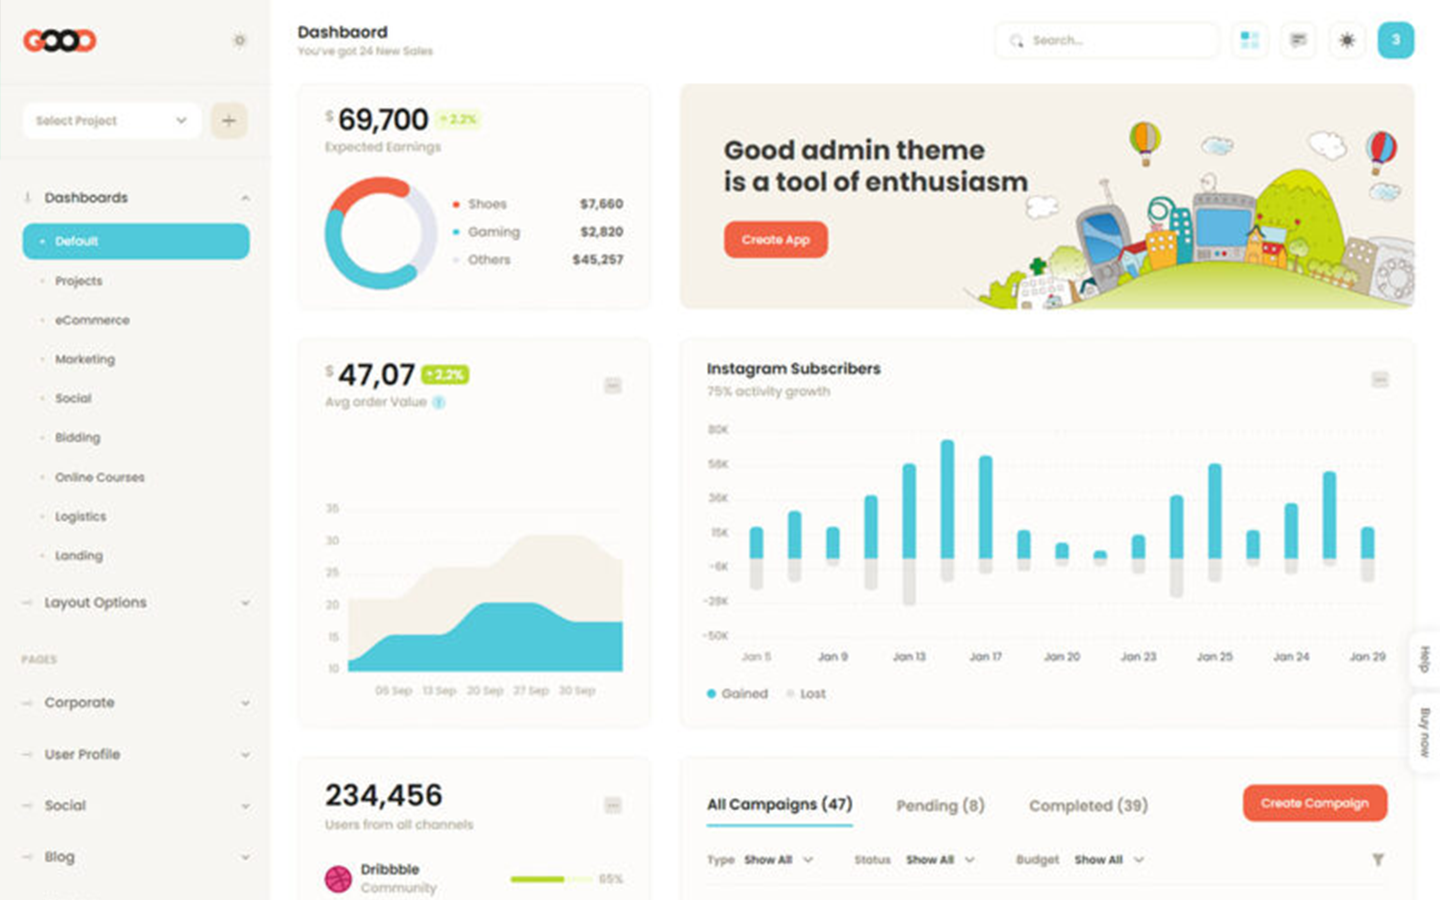 GOOD
Select Project
+
Dashboards
Default
Projects
eCommerce
Marketing
Social
Bidding
Online Courses
Logistics
Landing
Layout Options
PAGES
Corporate
User Profile
Social
Blog
Dashbaord
You've got 24 New Sales
Search...
3
$ 69,700 2.2%
Expected Earnings
Shoes $7,660
Gaming $2,820
Others $45,257
Good admin theme
is a tool of enthusiasm
Create App
$ 47,07 2,2%
Avg order Value
35
30
25
20
15
10
05 Sep 13 Sep 20 Sep 27 Sep 30 Sep
Instagram Subscribers
75% activity growth
80K
58K
36K
15K
-6K
-28K
-50K
Jan 5 Jan 9 Jan 13 Jan 17 Jan 20 Jan 23 Jan 25 Jan 24 Jan 29
Gained Lost
Help
Buy now
234,456
Users from all channels
Dribbble
Community
65%
All Campaigns (47) Pending (8) Completed (39) Create Campaign
Type Show All Status Show All Budget Show All